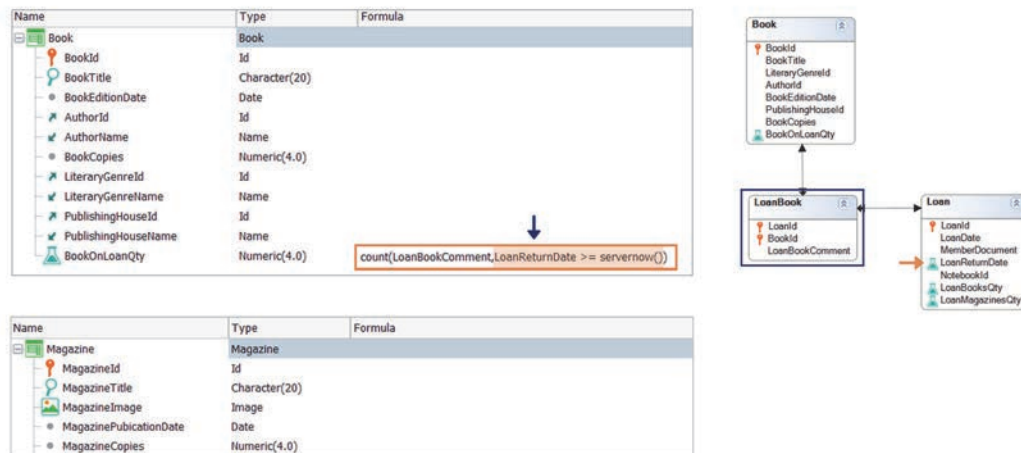 Name Type Formula
Book Book
BookId Id
BookTitle Character(20)
BookEditionDate Date
AuthorId Id
AuthorName Name
BookCopies Numeric(4.0)
LiteraryGenreId Id
LiteraryGenreName Name
PublishingHouseId Id
PublishingHouseName Name
BookOnLoanQty Numeric(4.0) count(LoanBookComment,LoanReturnDate >= servernow())
Name Type Formula
Magazine Magazine
MagazineId Id
MagazineTitle Character(20)
MagazineImage Image
MagazinePubicationDate Date
MagazineCopies Numeric(4.0)
Book
BookId
BookTitle
LiteraryGenreId
AuthorId
BookEditionDate
PublishingHouseId
BookCopies
BookOnLoanQty
LoanBook
LoanId
BookId
LoanBookComment
Loan
LoanId
LoanDate
MemberDocument
LoanReturnDate
NotebookId
LoanBooksQty
LoanMagazinesQty